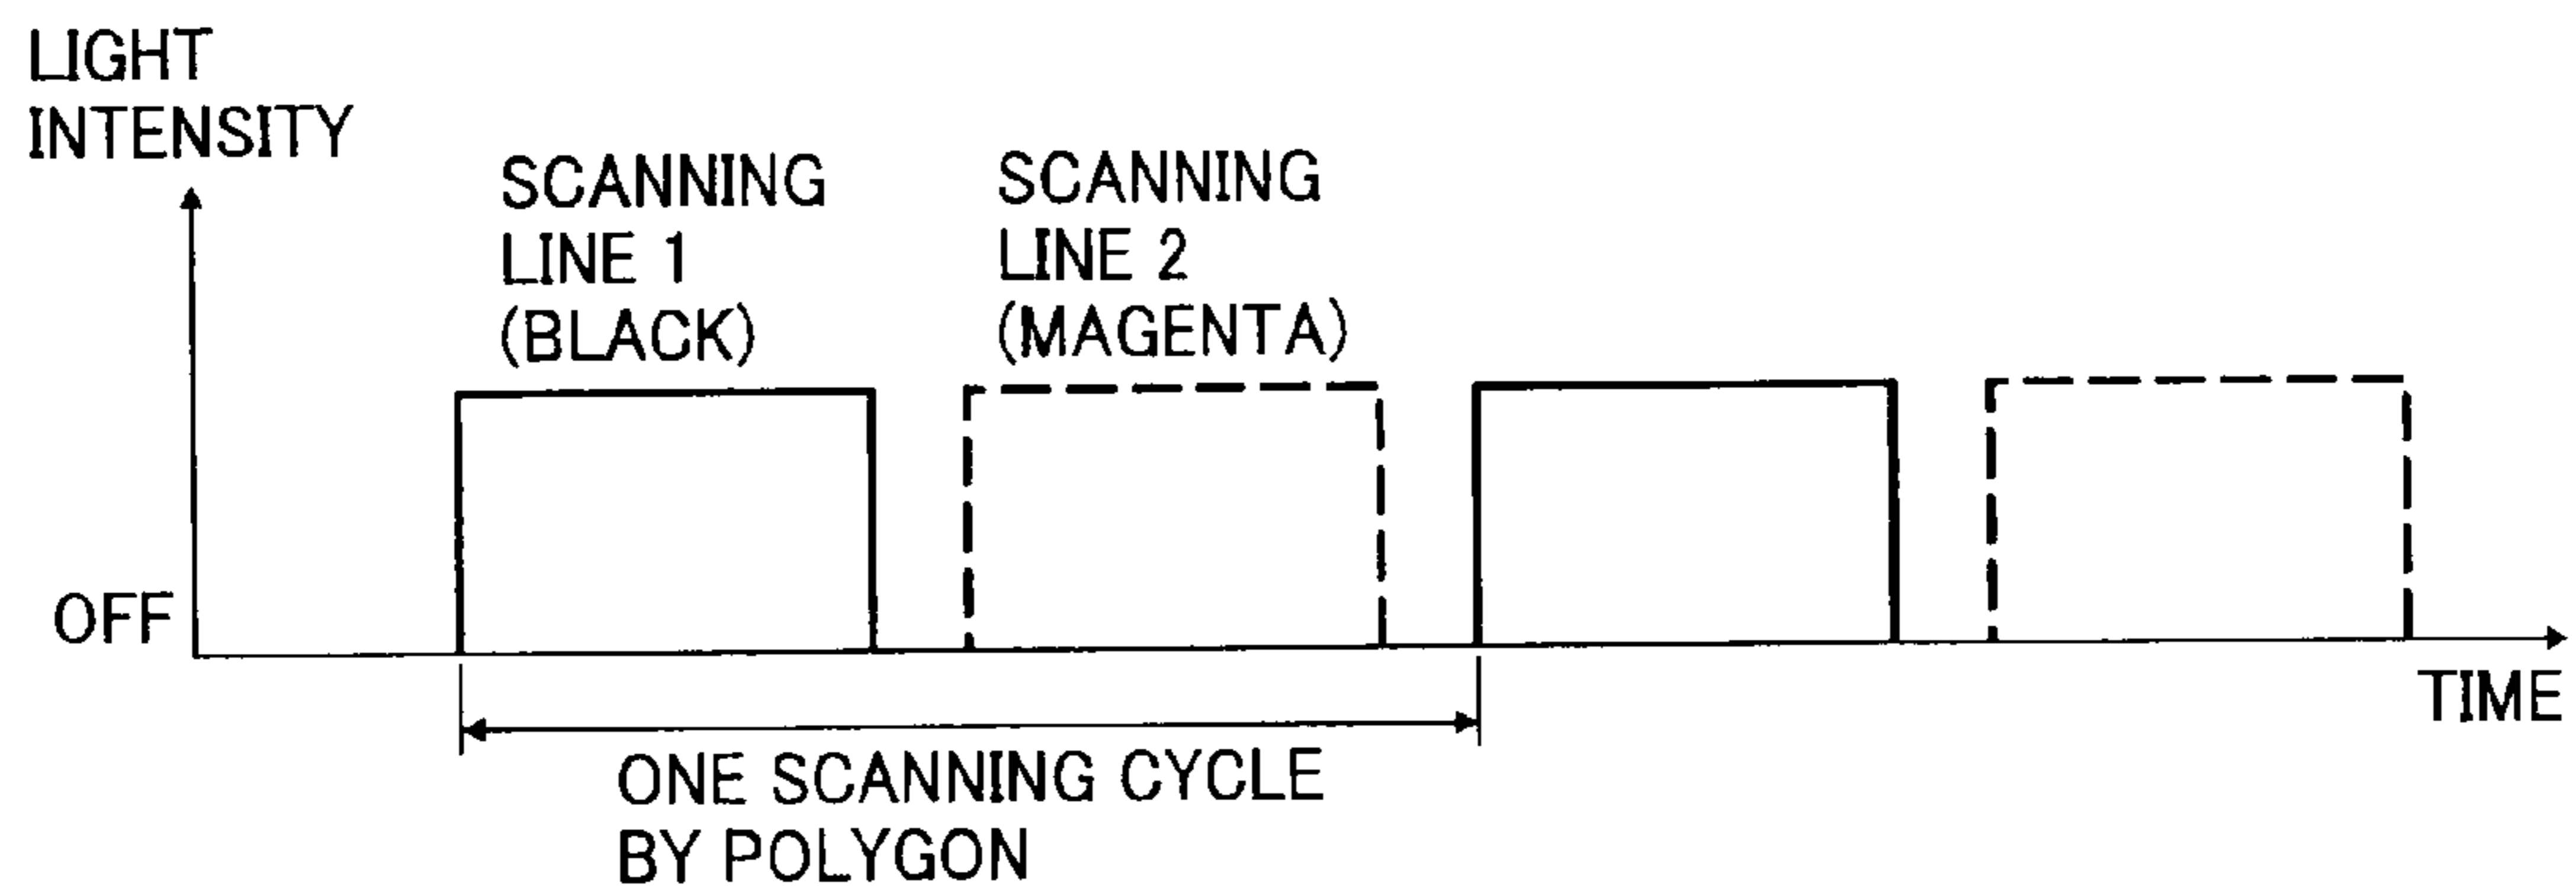 LIGHT
INTENSITY
SCANNING
LINE 1
(BLACK)
SCANNING
LINE 2
(MAGENTA)
OFF
TIME
ONE SCANNING CYCLE
BY POLYGON